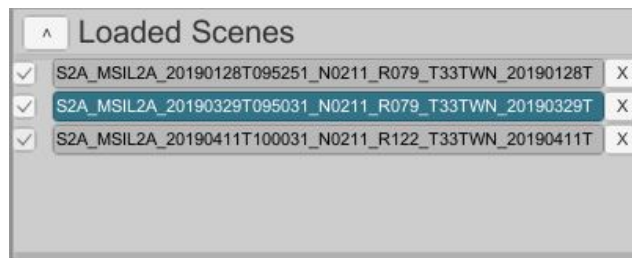 ^ Loaded Scenes
S2A_MSIL2A_20190128T095251_N0211_R079_T33TWN_20190128T X
S2A_MSIL2A_20190329T095031_N0211_R079_T33TWN_20190329T X
S2A_MSIL2A_20190411T100031_N0211_R122_T33TWN_20190411T X